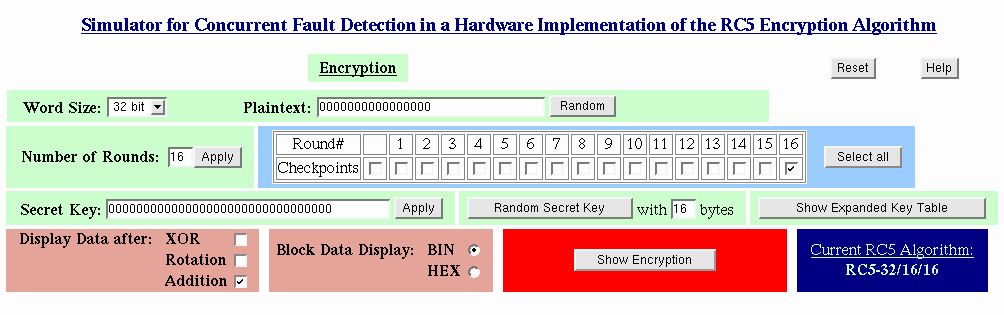 Simulator for Concurrent Fault Detection in a Hardware Implementation of the RC5 Encryption Algorithm
Encryption Reset Help
Word Size: 32 bit Plaintext: 0000000000000000 Random
Round# 1 2 3 4 5 6 7 8 9 10 11 12 13 14 15 16
Number of Rounds: 16 Apply Select all
Checkpoints
Secret Key: 00000000000000000000000000000000 Apply Random Secret Key with 16 bytes Show Expanded Key Table
Display Data after: XOR
Rotation
Addition
Block Data Display: BIN
HEX
Show Encryption
Current RC5 Algorithm:
RC5-32/16/16